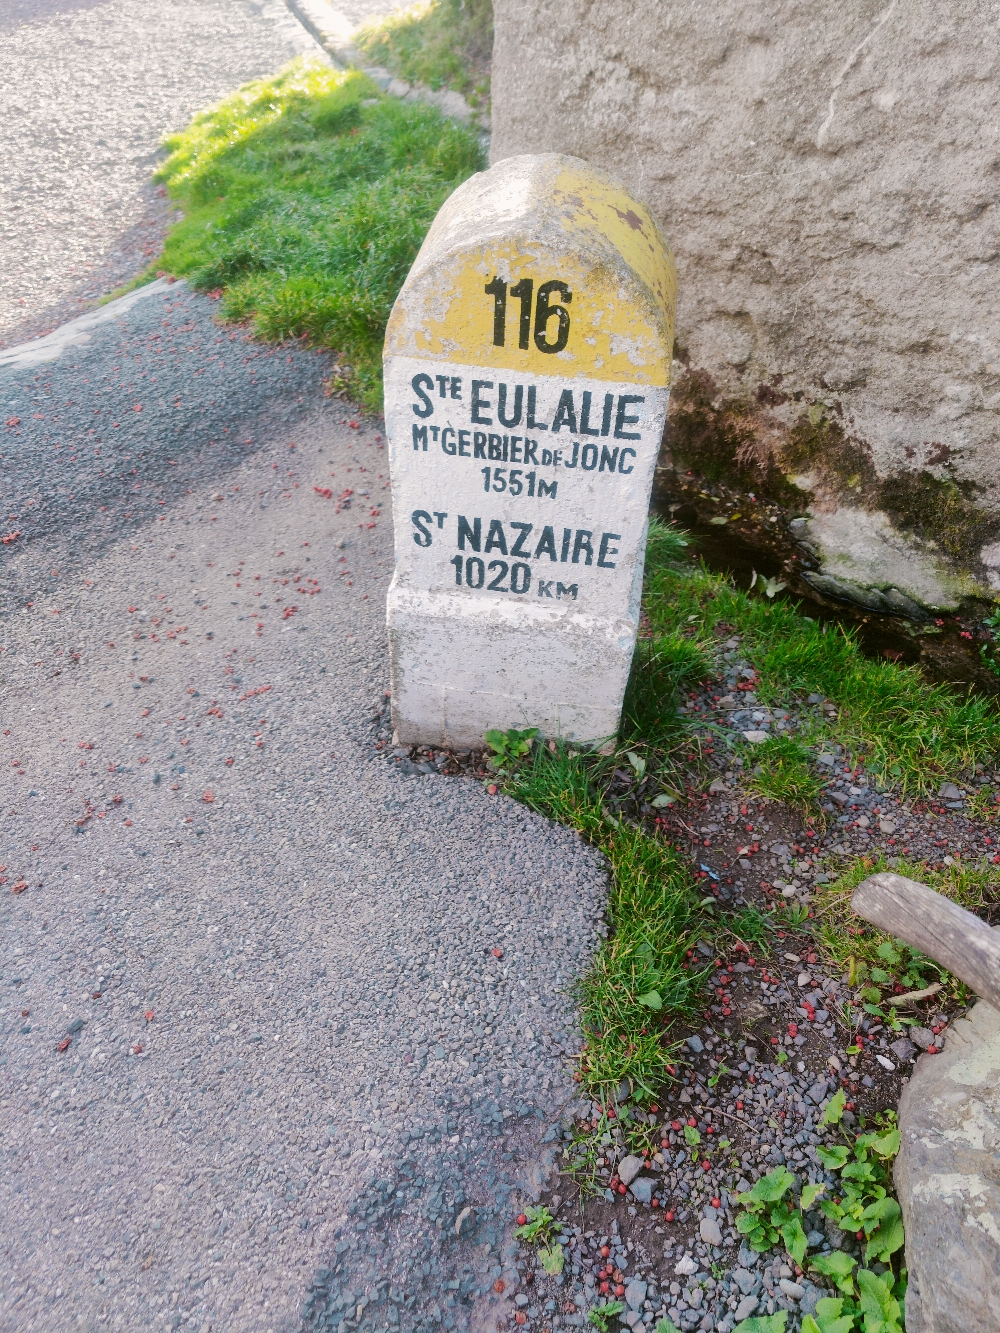 116
STE EULALIE
MT GERBIER DE JONC
1551M
ST NAZAIRE
1020 KM